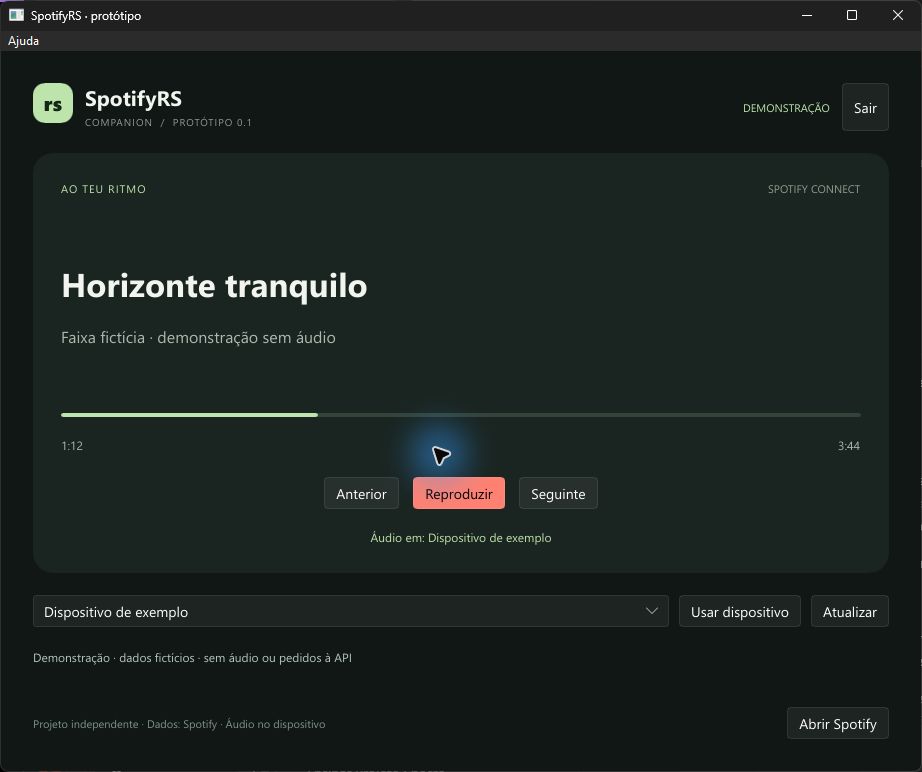 SpotifyRS · protótipo
Ajuda
rs
SpotifyRS
COMPANION / PROTÓTIPO 0.1
DEMONSTRAÇÃO
Sair
AO TEU RITMO
SPOTIFY CONNECT
Horizonte tranquilo
Faixa fictícia · demonstração sem áudio
1:12
3:44
Anterior
Reproduzir
Seguinte
Áudio em: Dispositivo de exemplo
Dispositivo de exemplo
Usar dispositivo
Atualizar
Demonstração · dados fictícios · sem áudio ou pedidos à API
Projeto independente · Dados: Spotify · Áudio no dispositivo
Abrir Spotify